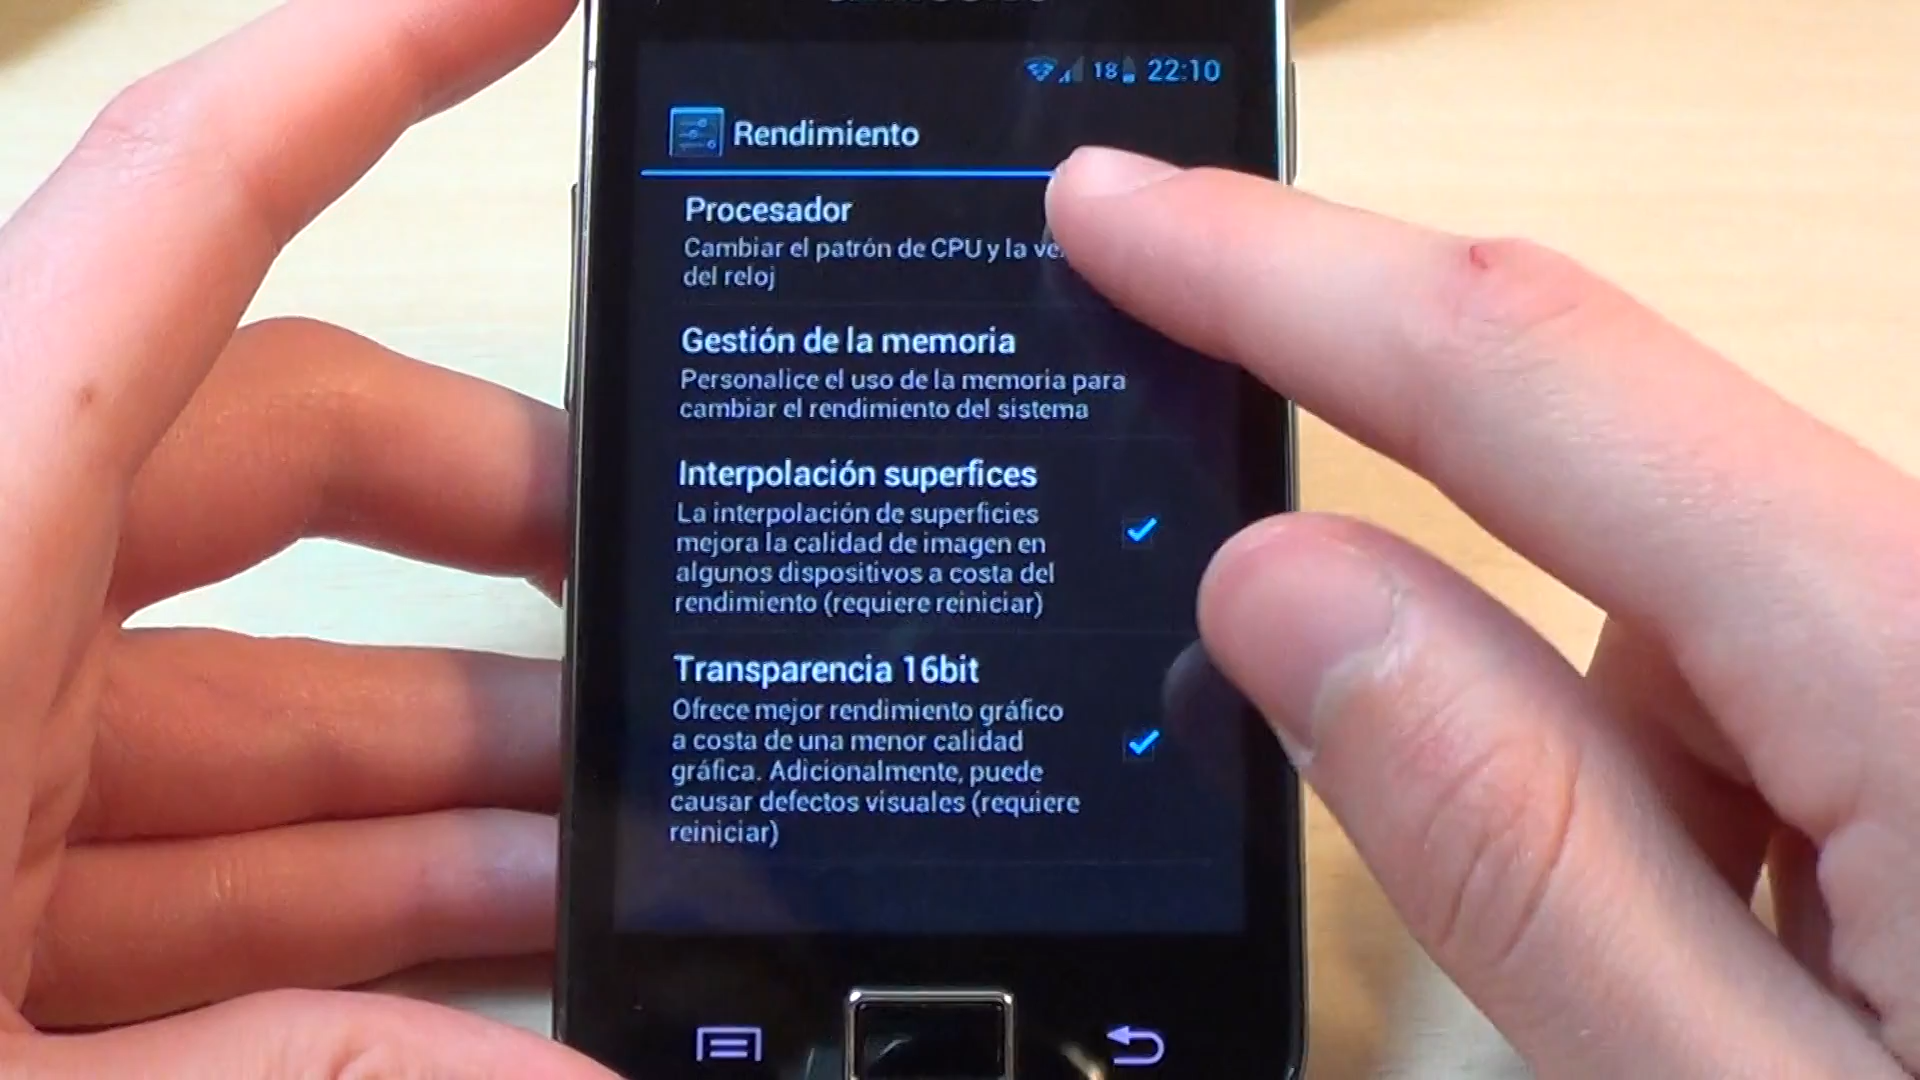 18 22:10
Rendimiento
Procesador
Cambiar el patrón de CPU y la
del reloj
Gestión de la memoria
Personalice el uso de la memoria para
cambiar el rendimiento del sistema
Interpolación superfices
La interpolación de superficies
mejora la calidad de imagen en
algunos dispositivos a costa del
rendimiento (requiere reiniciar)
Transparencia 16bit
Ofrece mejor rendimiento gráfico
a costa de una menor calidad
gráfica. Adicionalmente, puede
causar defectos visuales (requiere
reiniciar)